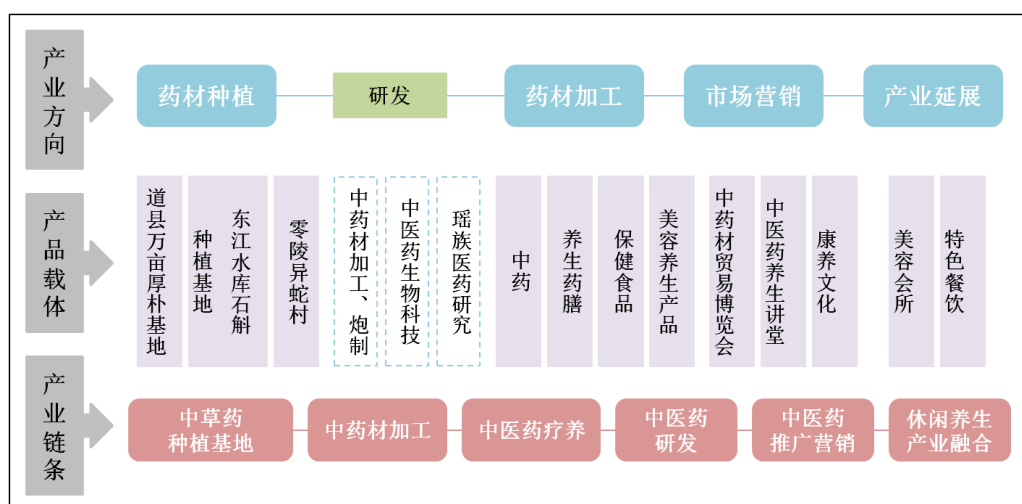 产业方向
药材种植
研发
药材加工
市场营销
产业延展
产品载体
道县万亩厚朴基地
东江水库石斛
种植基地
零陵异蛇村
中药材加工、炮制
中医药生物科技
瑶族医药研究
中药
养生药膳
保健食品
美容养生产品
中药材贸易博览会
中医药养生讲堂
康养文化
美容会所
特色餐饮
产业链条
中草药
种植基地
中药材加工
中医药疗养
中医药
研发
中医药
推广营销
休闲养生
产业融合